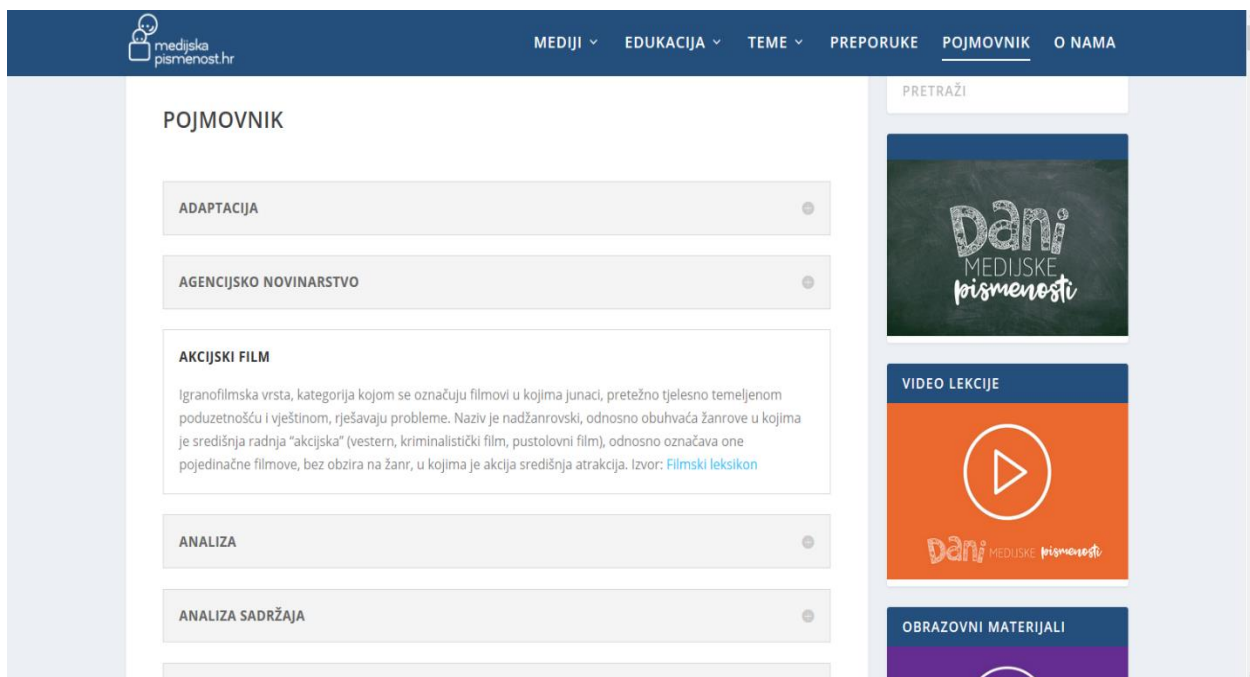 medijska
pismenost.hr
MEDIJI EDUKACIJA TEME PREPORUKE POJMOVNIK O NAMA
POJMOVNIK
ADAPTACIJA
AGENCIJSKO NOVINARSTVO
AKCIJSKI FILM
Igranofilmska vrsta, kategorija kojom se označuju filmovi u kojima junaci, pretežno tjelesno temeljenom
poduzetnošću i vještinom, rješavaju probleme. Naziv je nadžanrovski, odnosno obuhvaća žanrove u kojima
je središnja radnja “akcijska” (vestern, kriminalistički film, pustolovni film), odnosno označava one
pojedinačne filmove, bez obzira na žanr, u kojima je akcija središnja atrakcija. Izvor: Filmski leksikon
ANALIZA
ANALIZA SADRŽAJA
PRETRAŽI
Dani
MEDIJSKE
pismenosti
VIDEO LEKCIJE
Dani MEDIJSKE pismenosti
OBRAZOVNI MATERIJALI